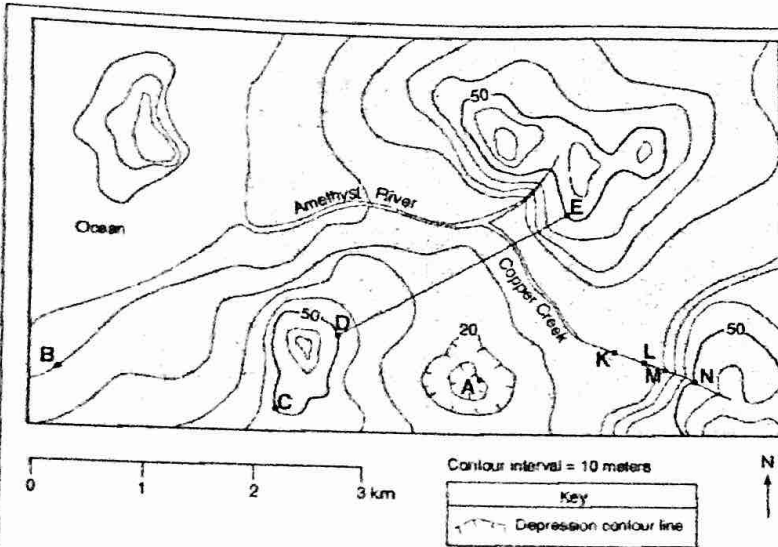 50
Amethyst River
Ocean
E
Copper Creek
50
D
20
50
B
K
L
M
N
A
C
Contour interval = 10 meters
N
0 1 2 3 km
Key
Depression contour line